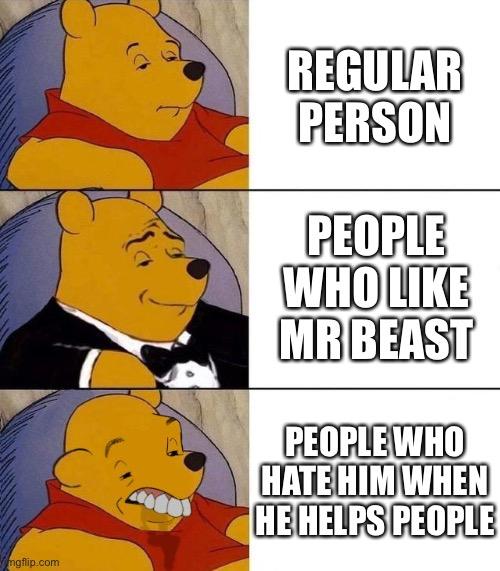 REGULAR
PERSON
PEOPLE
WHO LIKE
MR BEAST
PEOPLE WHO
HATE HIM WHEN
HE HELPS PEOPLE
imgflip.com